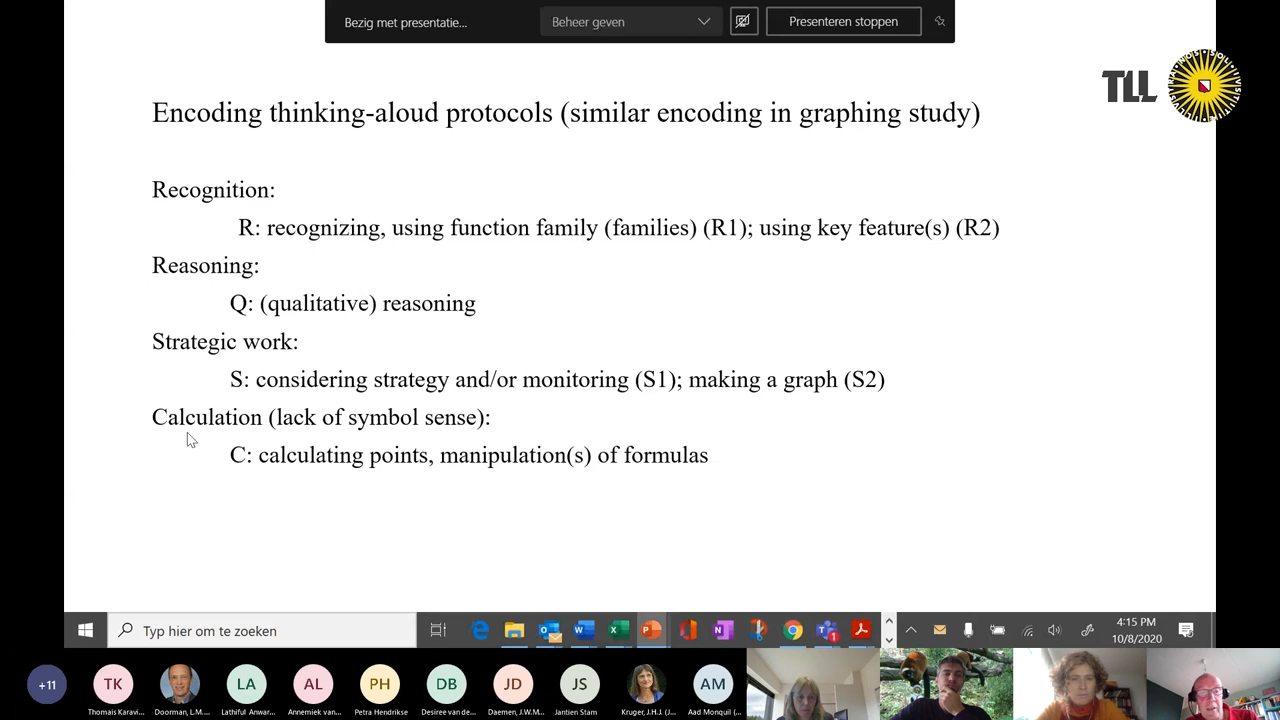 Bezig met presentatie...
Beheer geven
Presenteren stoppen
TLL
Encoding thinking-aloud protocols (similar encoding in graphing study)
Recognition:
R: recognizing, using function family (families) (R1); using key feature(s) (R2)
Reasoning:
Q: (qualitative) reasoning
Strategic work:
S: considering strategy and/or monitoring (S1); making a graph (S2)
Calculation (lack of symbol sense):
C: calculating points, manipulation(s) of formulas
Typ hier om te zoeken
4:15 PM
10/8/2020
+11
TK
LA
AL
PH
DB
JD
JS
AM
Thomais Karavi...
Doorman, L.M....
Lathiful Anwar...
Annemiek van...
Petra Hendrikse
Desiree van de...
Daemen, J.W.M...
Jantien Stam
Kruger, J.H.J. (J...
Aad Monquil (...